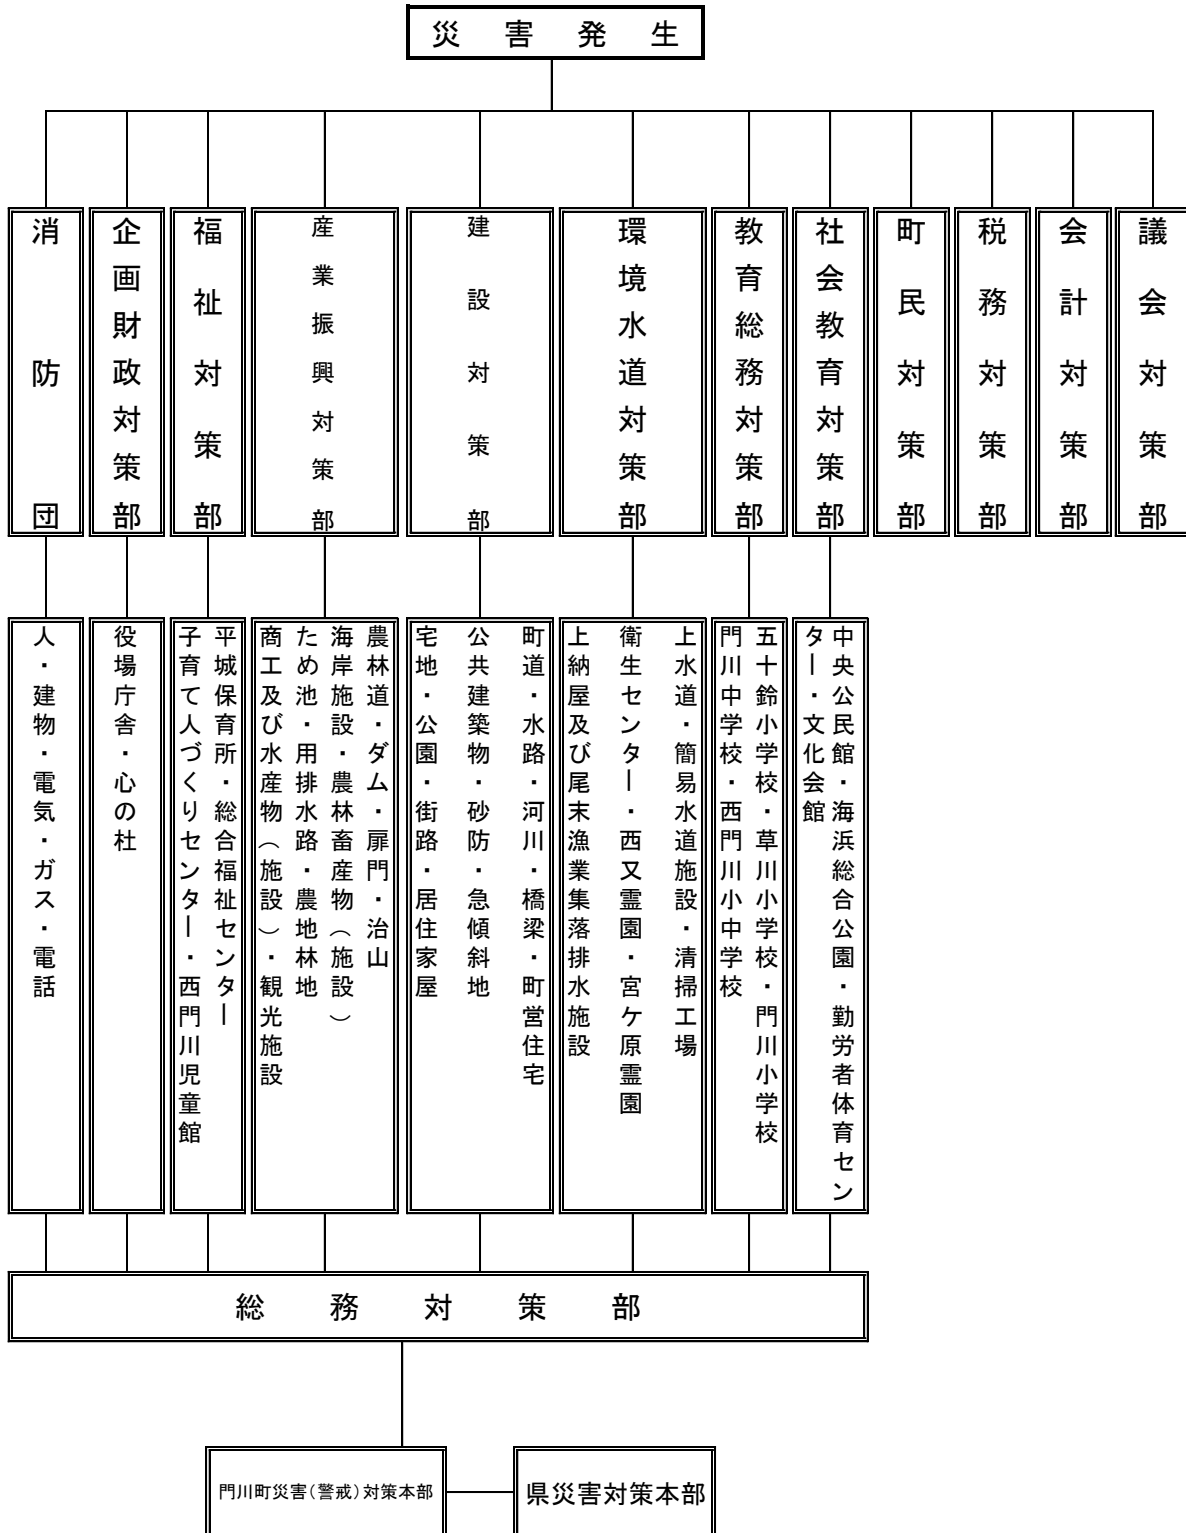 災害発生
消防団
企画財政対策部
福祉対策部
産業振興対策部
建設対策部
環境水道対策部
教育総務対策部
社会教育対策部
町民対策部
税務対策部
会計対策部
議会対策部
人・建物・電気・ガス・電話
役場庁舎・心の杜
平城保育所・総合福祉センター
子育て人づくりセンター・西門川児童館
農林道・ダム・扉門・治山
海岸施設・農林畜産物（施設）
ため池・用排水路・農地林地
商工及び水産物（施設）・観光施設
町道・水路・河川・橋梁・町営住宅
公共建築物・砂防・急傾斜地
宅地・公園・街路・居住家屋
上水道・簡易水道施設・清掃工場
衛生センター・西又霊園・宮ケ原霊園
上納屋及び尾末漁業集落排水施設
五十鈴小学校・草川小学校・門川小学校
門川中学校・西門川小中学校
中央公民館・海浜総合公園・勤労者体育セン
ター・文化会館
総務対策部
門川町災害（警戒）対策本部
県災害対策本部